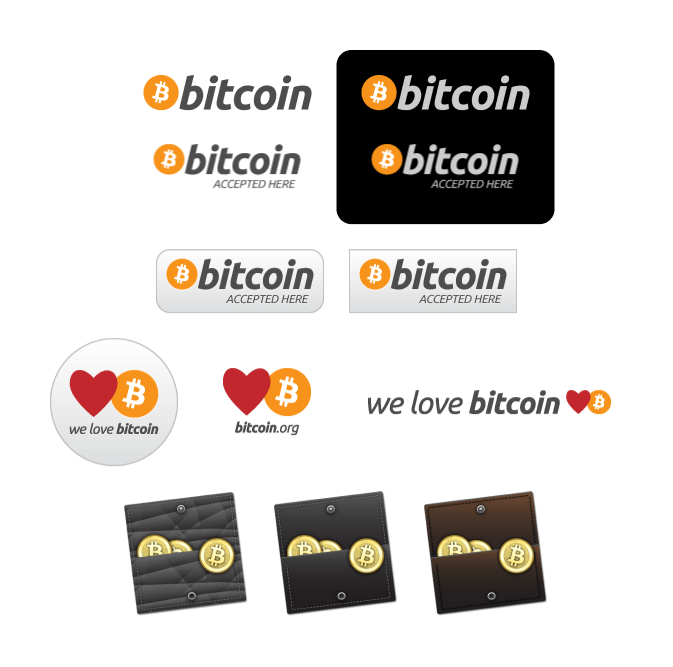 bitcoin
bitcoin
bitcoin
ACCEPTED HERE
bitcoin
ACCEPTED HERE
bitcoin
ACCEPTED HERE
bitcoin
ACCEPTED HERE
we love bitcoin
bitcoin.org
we love bitcoin